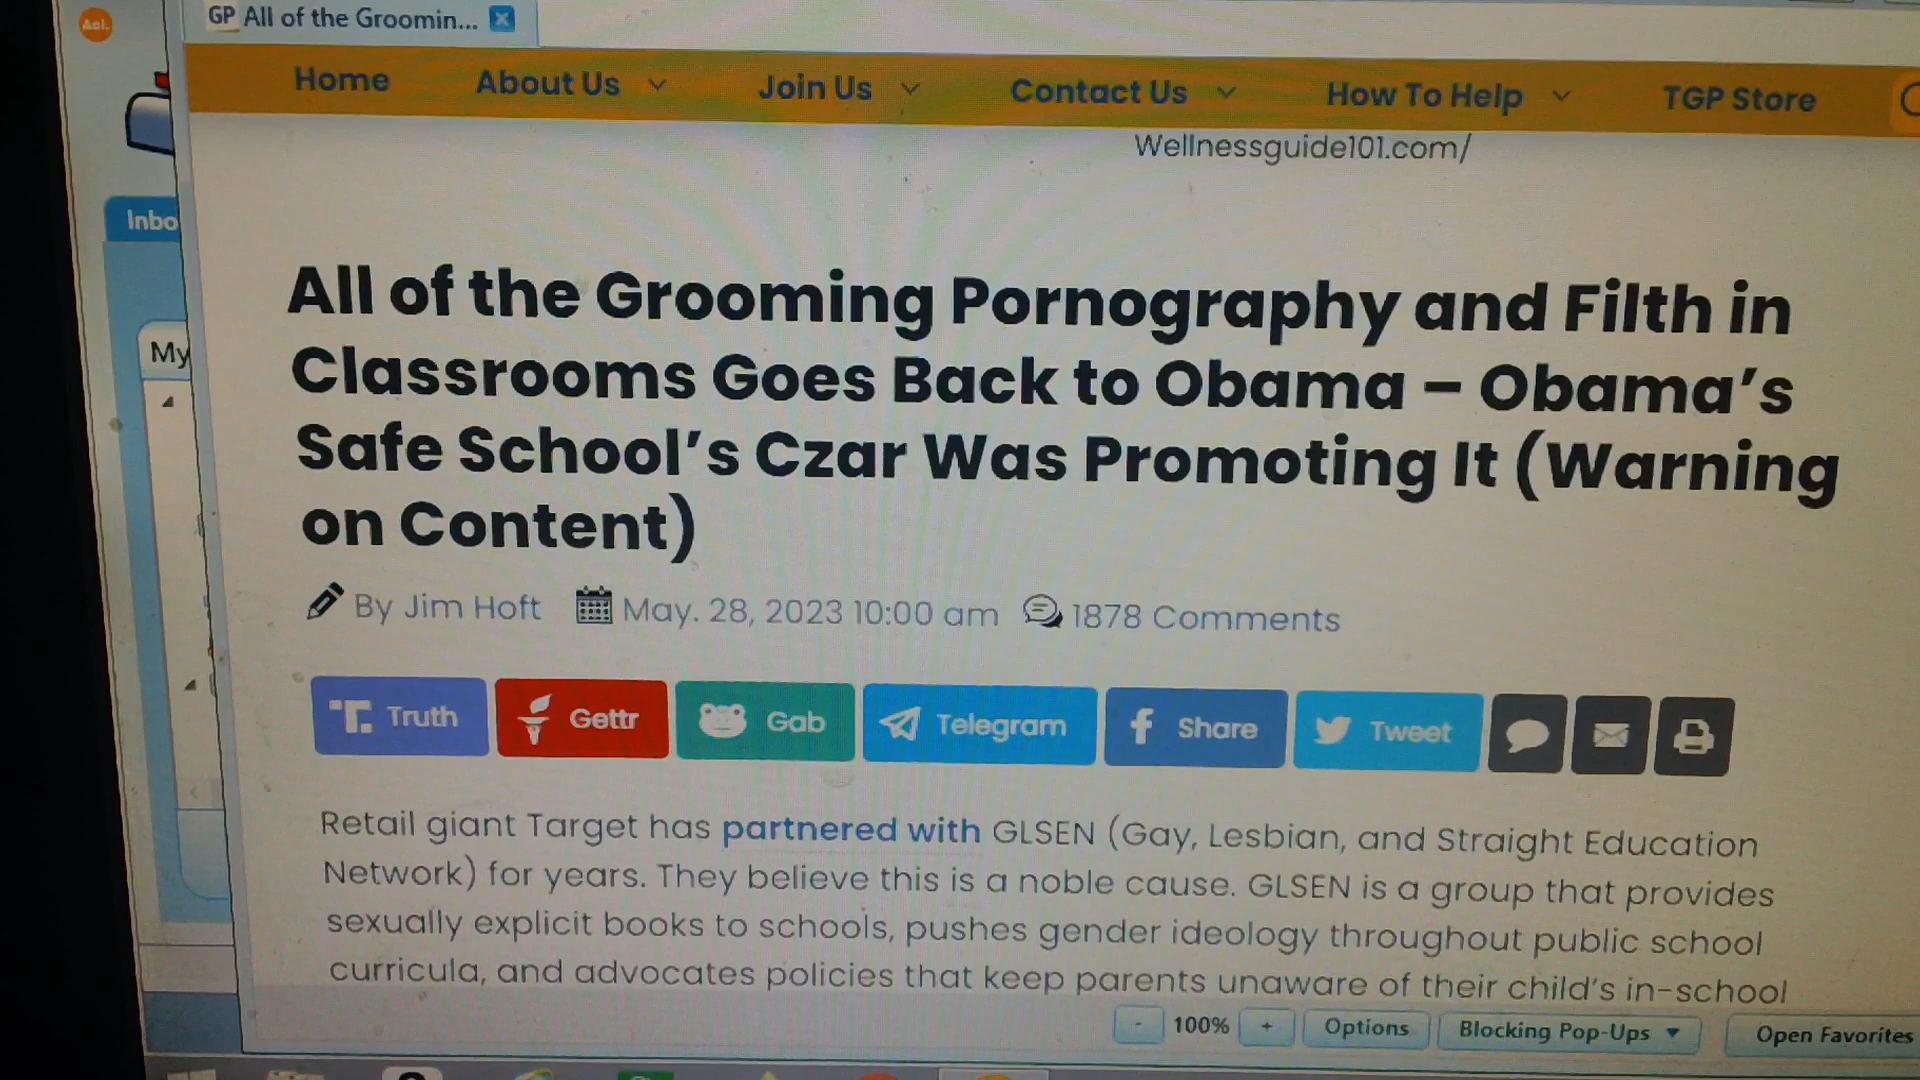 Aol.
GP All of the Groomin...
Home About Us Join Us Contact Us How To Help TGP Store
Wellnessguide101.com/
Inbo
My
All of the Grooming Pornography and Filth in
Classrooms Goes Back to Obama – Obama's
Safe School's Czar Was Promoting It (Warning
on Content)
By Jim Hoft May. 28, 2023 10:00 am 1878 Comments
Truth Gettr Gab Telegram Share Tweet
Retail giant Target has partnered with GLSEN (Gay, Lesbian, and Straight Education
Network) for years. They believe this is a noble cause. GLSEN is a group that provides
sexually explicit books to schools, pushes gender ideology throughout public school
curricula, and advocates policies that keep parents unaware of their child's in-school
- 100% + Options Blocking Pop-Ups Open Favorites